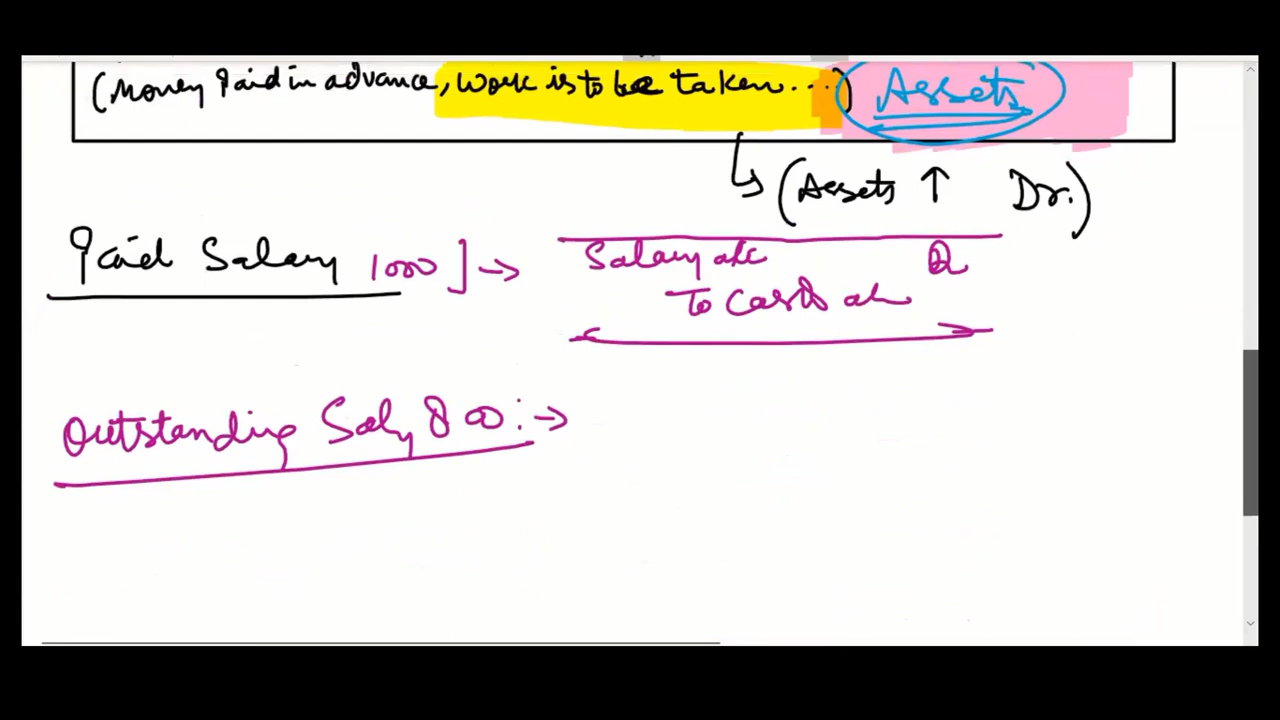 (Money Paid in advance, Work is to be taken...) Assets
(Assets ↑ Dr.)
Paid Salary 1000] → Salary a/c Dr
To Cash a/c
Outstanding Saly 800:→